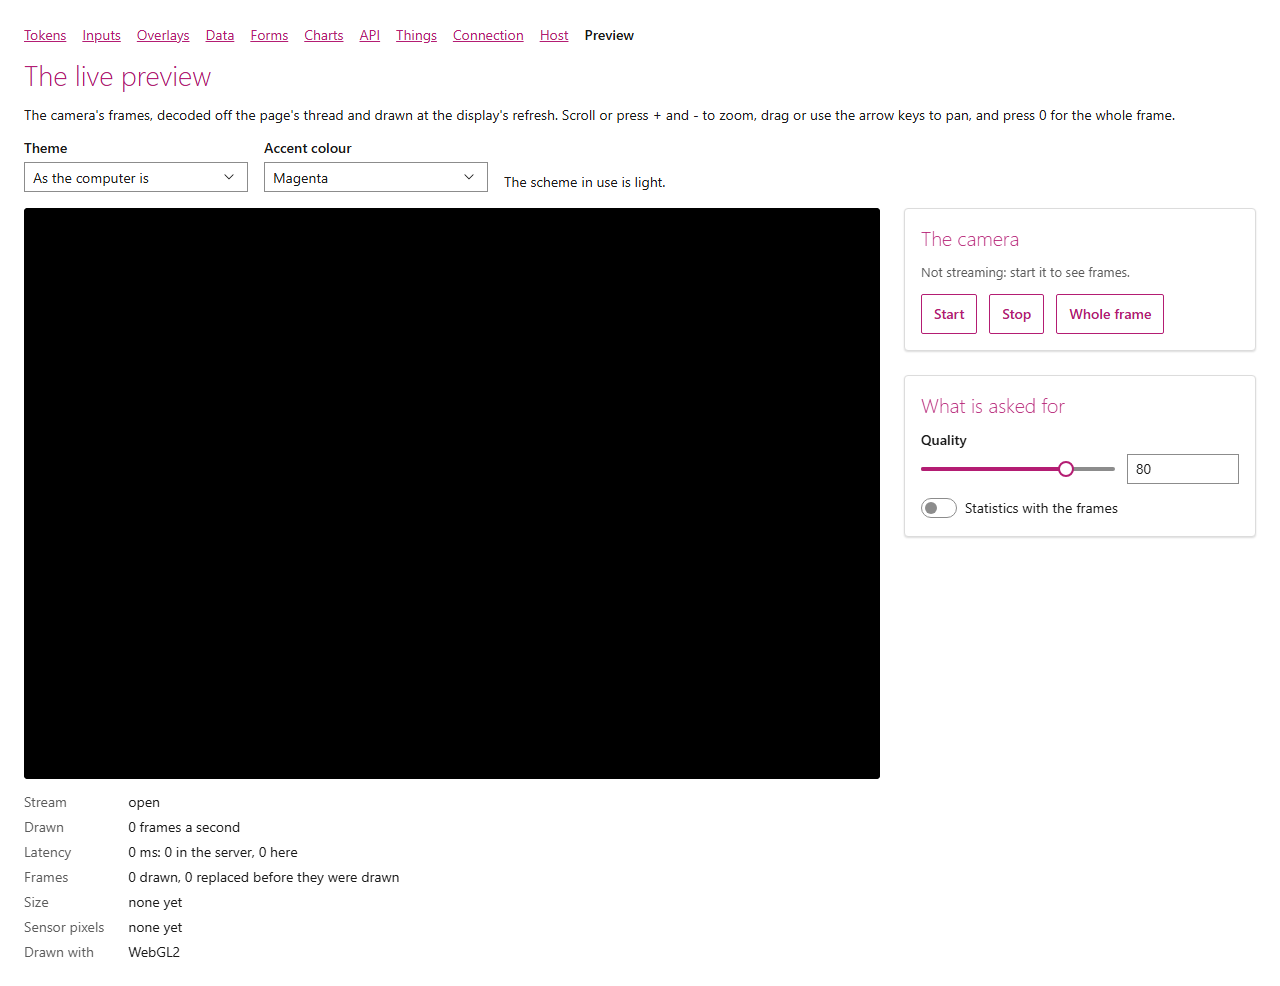 Tokens Inputs Overlays Data Forms Charts API Things Connection Host Preview
The live preview
The camera's frames, decoded off the page's thread and drawn at the display's refresh. Scroll or press + and - to zoom, drag or use the arrow keys to pan, and press 0 for the whole frame.
Theme Accent colour
As the computer is Magenta The scheme in use is light.
The camera
Not streaming: start it to see frames.
Start Stop Whole frame
What is asked for
Quality
80
Statistics with the frames
Stream open
Drawn 0 frames a second
Latency 0 ms: 0 in the server, 0 here
Frames 0 drawn, 0 replaced before they were drawn
Size none yet
Sensor pixels none yet
Drawn with WebGL2